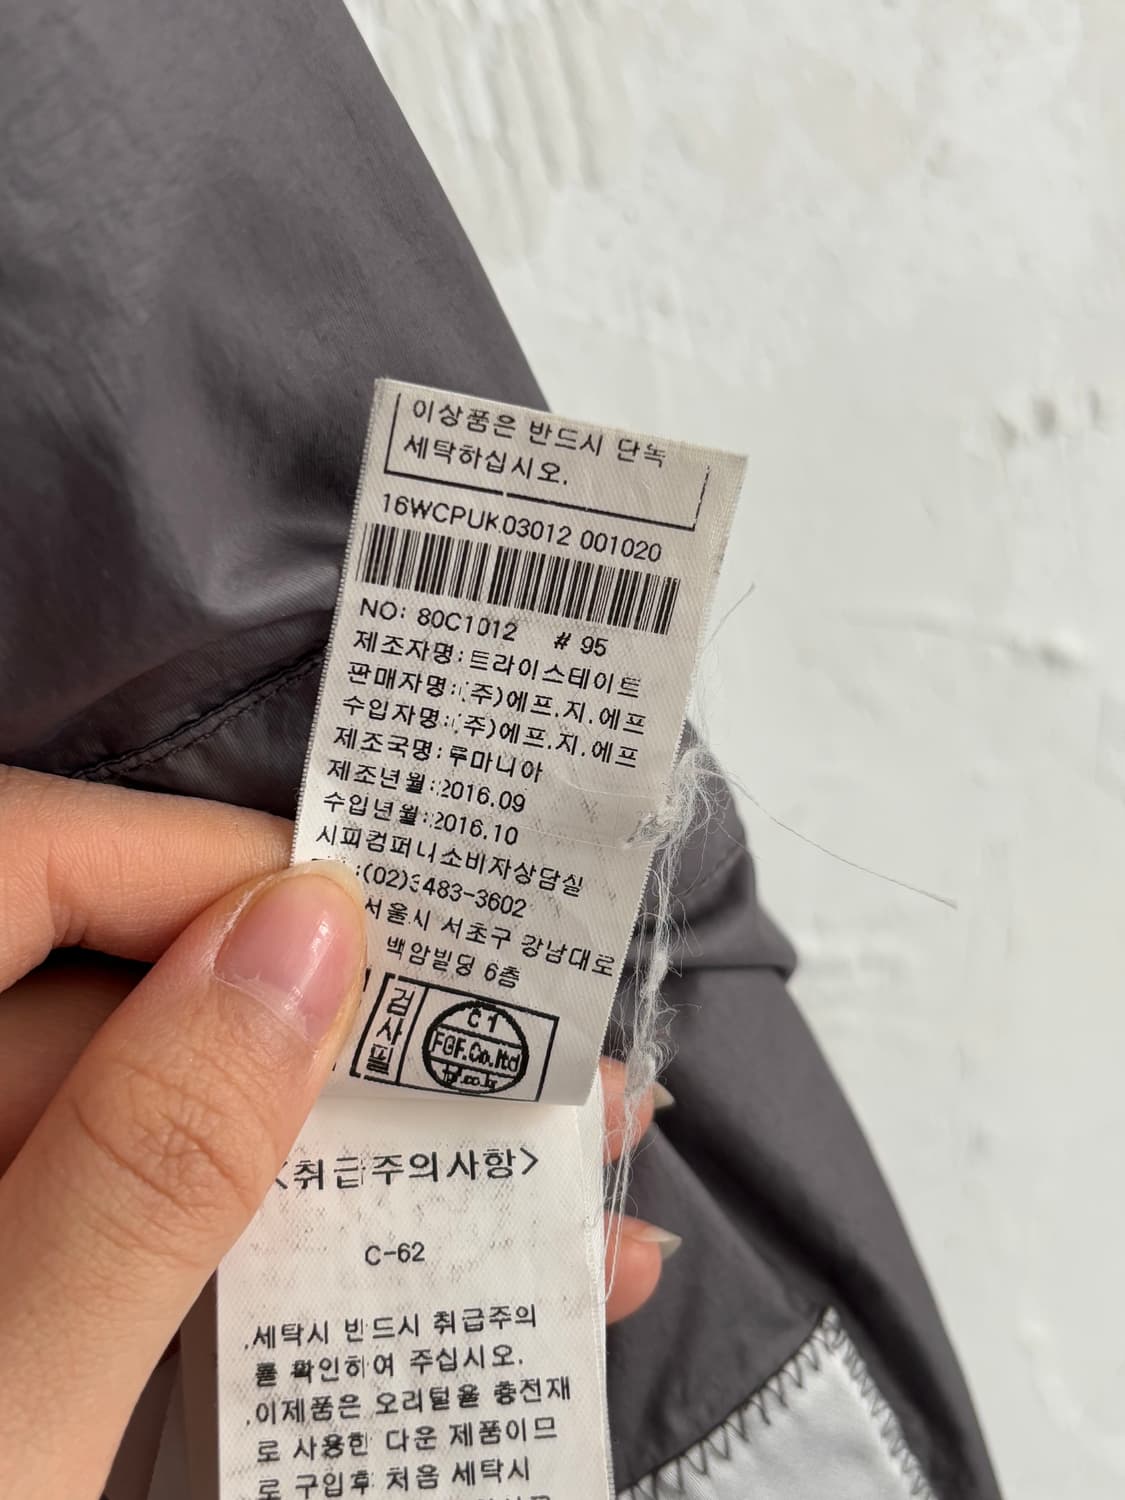 이상품은 반드시 단독
세탁하십시오.
16WCPUK03012 001020
NO: 80C1012 # 95
제조자명:트라이스테이트
판매자명:(주)에프.지.에프
수입자명:(주)에프.지.에프
제조국명:루마니아
제조년월:2016.09
수입년월:2016.10
시피컴퍼니소비자상담실
:(02)3483-3602
서울시 서초구 강남대로
백암빌딩 6층
검사필
C 1
FGF.Co.ltd
<취급주의사항>
C-62
.세탁시 반드시 취급주의
를 확인하여 주십시오.
.이제품은 오리털을 충전재
로 사용한 다운 제품이므
로 구입후 처음 세탁시